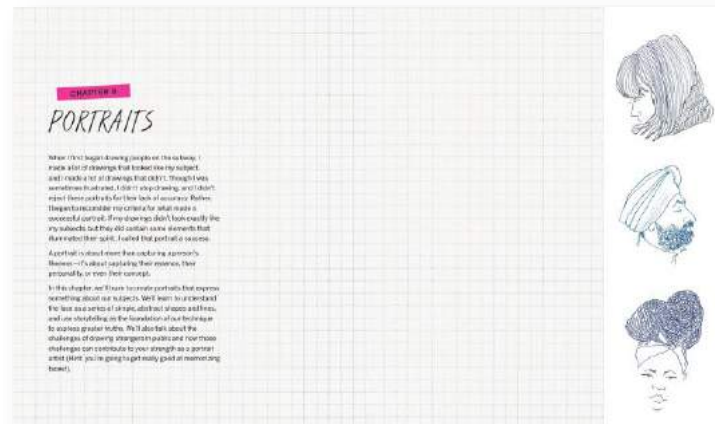 CHAPTER 5
PORTRAITS
When I first began drawing people on the subway, I
made a lot of drawings that looked like my subject,
and I made a lot of drawings that didn't. Though I was
sometimes frustrated, I didn't stop drawing, and I didn't
reject these portraits for their lack of accuracy. Rather,
I began to reconsider my criteria for what made a
successful portrait. If my drawings didn't look exactly like
my subjects, but they did contain some elements that
illuminated their spirit, I called that portrait a success.
A portrait is about more than capturing a person's
likeness—it's about capturing their essence, their
personality, or even their concept.
In this chapter, we'll learn to create portraits that express
something about our subjects. We'll learn to understand
the face as a series of simple, abstract shapes and lines,
and use storytelling as the foundation of our technique
to express greater truths. We'll also talk about the
challenges of drawing strangers in public and how those
challenges can contribute to your strength as a portrait
artist (Hint: you're going to get really good at memorizing
faces!).